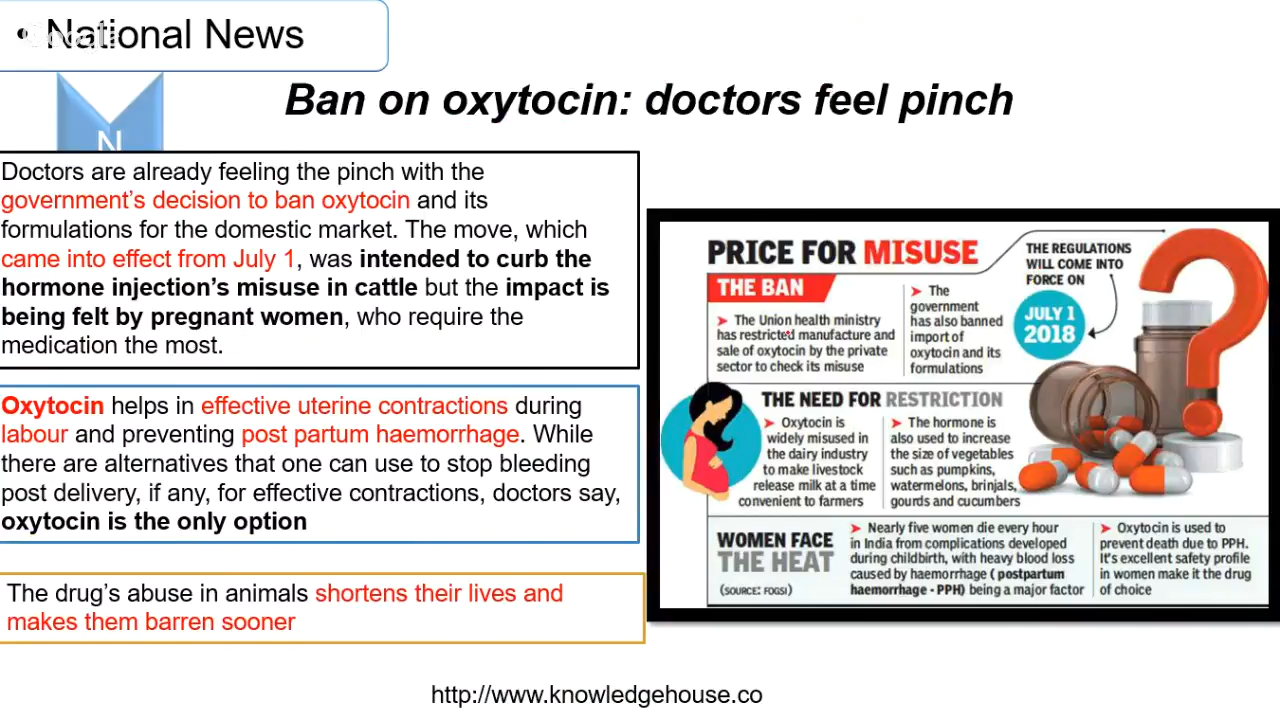 • National News
Google
N
Ban on oxytocin: doctors feel pinch
Doctors are already feeling the pinch with the
government's decision to ban oxytocin and its
formulations for the domestic market. The move, which
came into effect from July 1, was intended to curb the
hormone injection's misuse in cattle but the impact is
being felt by pregnant women, who require the
medication the most.
Oxytocin helps in effective uterine contractions during
labour and preventing post partum haemorrhage. While
there are alternatives that one can use to stop bleeding
post delivery, if any, for effective contractions, doctors say,
oxytocin is the only option
The drug's abuse in animals shortens their lives and
makes them barren sooner
PRICE FOR MISUSE
THE REGULATIONS
WILL COME INTO
FORCE ON
JULY 1
2018
THE BAN
➤ The Union health ministry
has restricted manufacture and
sale of oxytocin by the private
sector to check its misuse
➤ The
government
has also banned
import of
oxytocin and its
formulations
THE NEED FOR RESTRICTION
➤ Oxytocin is
widely misused in
the dairy industry
to make livestock
release milk at a time
convenient to farmers
➤ The hormone is
also used to increase
the size of vegetables
such as pumpkins,
watermelons, brinjals,
gourds and cucumbers
WOMEN FACE
THE HEAT
(SOURCE: FOGSI)
➤ Nearly five women die every hour
in India from complications developed
during childbirth, with heavy blood loss
caused by haemorrhage ( postpartum
haemorrhage - PPH) being a major factor
➤ Oxytocin is used to
prevent death due to PPH.
It's excellent safety profile
in women make it the drug
of choice
http://www.knowledgehouse.co